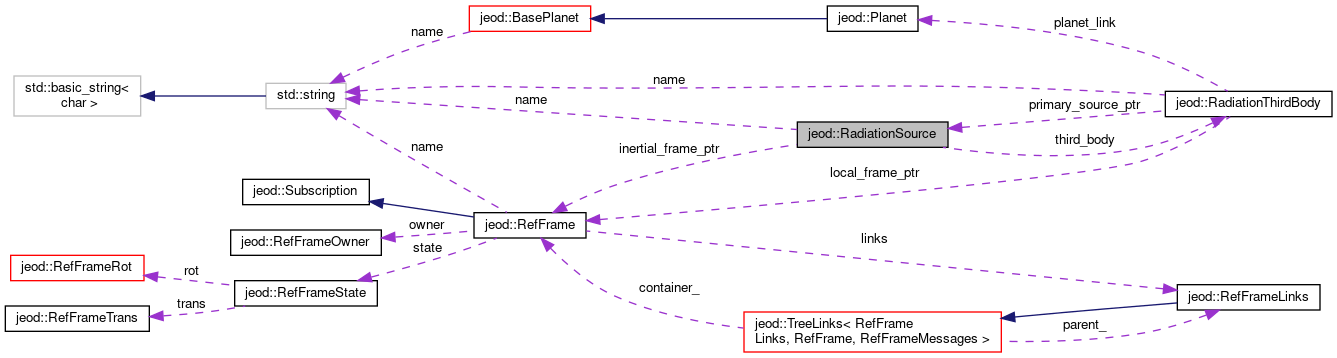 jeod::BasePlanet
jeod::Planet
planet_link
name
std::basic_string<
char >
std::string
name
name
jeod::RadiationThirdBody
primary_source_ptr
jeod::RadiationSource
third_body
name
inertial_frame_ptr
local_frame_ptr
jeod::Subscription
jeod::RefFrame
owner
jeod::RefFrameOwner
links
state
jeod::RefFrameRot
rot
jeod::RefFrameState
container_
jeod::RefFrameLinks
trans
jeod::RefFrameTrans
jeod::TreeLinks< RefFrame
Links, RefFrame, RefFrameMessages >
parent_